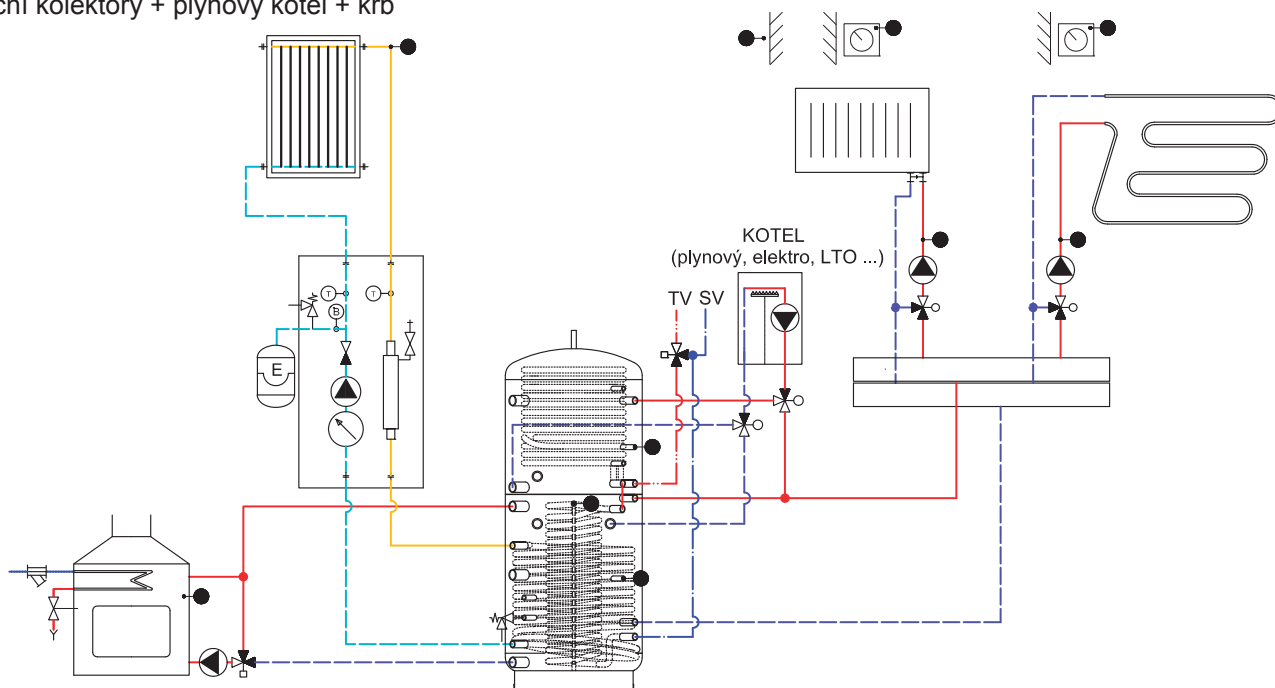 ční kolektory + plynový kotel + krb
KOTEL
(plynový, elektro, LTO ...)
TV SV
T
T
B
E